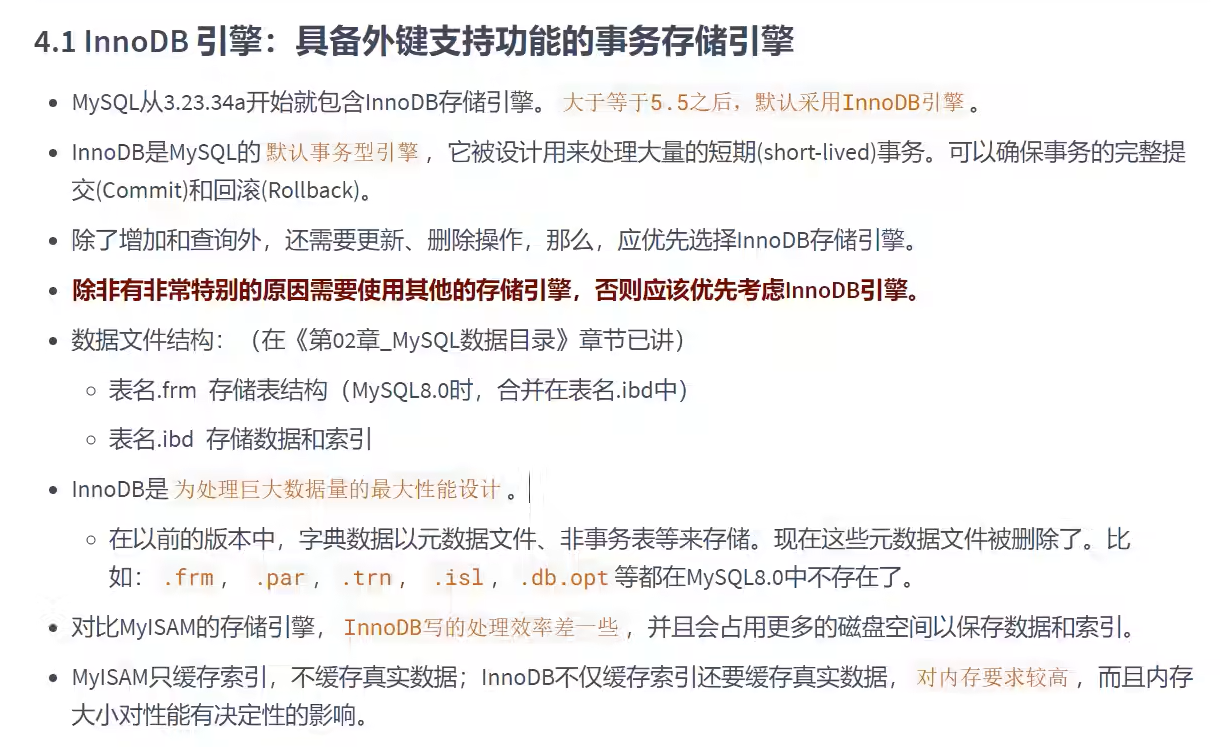 4.1 InnoDB 引擎：具备外键支持功能的事务存储引擎
• MySQL从3.23.34a开始就包含InnoDB存储引擎。 大于等于5.5之后，默认采用InnoDB引擎 。
• InnoDB是MySQL的 默认事务型引擎 ，它被设计用来处理大量的短期(short-lived)事务。可以确保事务的完整提
交(Commit)和回滚(Rollback)。
• 除了增加和查询外，还需要更新、删除操作，那么，应优先选择InnoDB存储引擎。
• 除非有非常特别的原因需要使用其他的存储引擎，否则应该优先考虑InnoDB引擎。
• 数据文件结构：（在《第02章_MySQL数据目录》章节已讲）
○ 表名.frm 存储表结构（MySQL8.0时，合并在表名.ibd中）
○ 表名.ibd 存储数据和索引
• InnoDB是 为处理巨大数据量的最大性能设计 。
○ 在以前的版本中，字典数据以元数据文件、非事务表等来存储。现在这些元数据文件被删除了。比
如： .frm ， .par ， .trn ， .isl ， .db.opt 等都在MySQL8.0中不存在了。
• 对比MyISAM的存储引擎， InnoDB写的处理效率差一些 ，并且会占用更多的磁盘空间以保存数据和索引。
• MyISAM只缓存索引，不缓存真实数据；InnoDB不仅缓存索引还要缓存真实数据， 对内存要求较高 ，而且内存
大小对性能有决定性的影响。